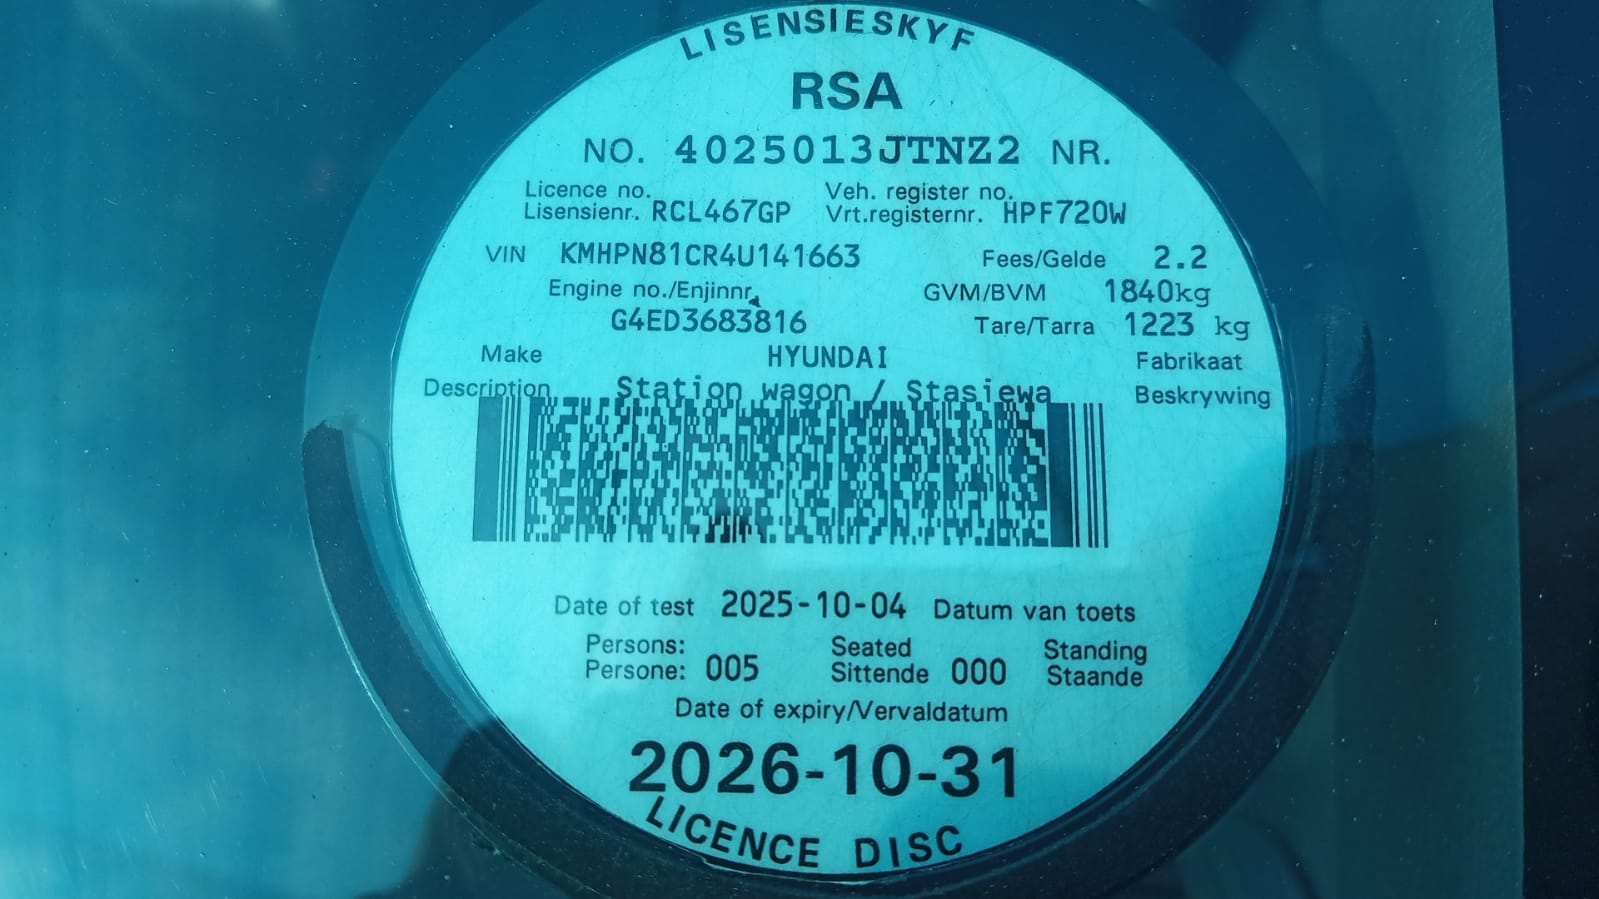 LISENSIESKYF
RSA
NO. 4025013JTNZ2 NR.
Licence no. Veh. register no.
Lisensienr. RCL467GP Vrt.registernr. HPF720W
VIN KMHPN81CR4U141663 Fees/Gelde 2.2
Engine no./Enjinnr. GVM/BVM 1840kg
G4ED3683816 Tare/Tarra 1223 kg
Make HYUNDAI Fabrikaat
Description Station wagon / Stasiewa Beskrywing
Date of test 2025-10-04 Datum van toets
Persons: Seated Standing
Persone: 005 Sittende 000 Staande
Date of expiry/Vervaldatum
2026-10-31
LICENCE DISC